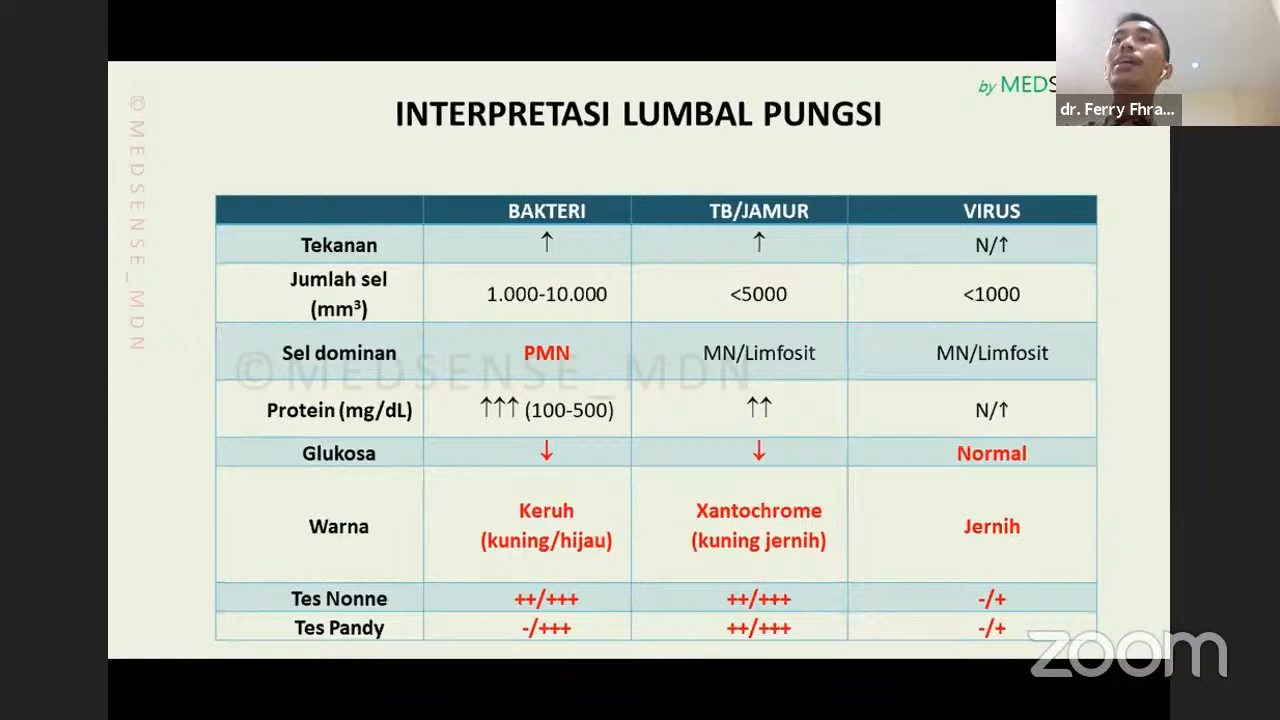 by MEDS
INTERPRETASI LUMBAL PUNGSI
dr. Ferry Fhra...
©MEDSENSE_MDN
BAKTERI TB/JAMUR VIRUS
Tekanan ↑ ↑ N/↑
Jumlah sel
(mm³) 1.000-10.000 <5000 <1000
Sel dominan PMN MN/Limfosit MN/Limfosit
©MEDSENSE_MDN
Protein (mg/dL) ↑↑↑ (100-500) ↑↑ N/↑
Glukosa ↓ ↓ Normal
Warna Keruh
(kuning/hijau) Xantochrome
(kuning jernih) Jernih
Tes Nonne ++/+++ ++/+++ -/+
Tes Pandy -/+++ ++/+++ -/+
zoom